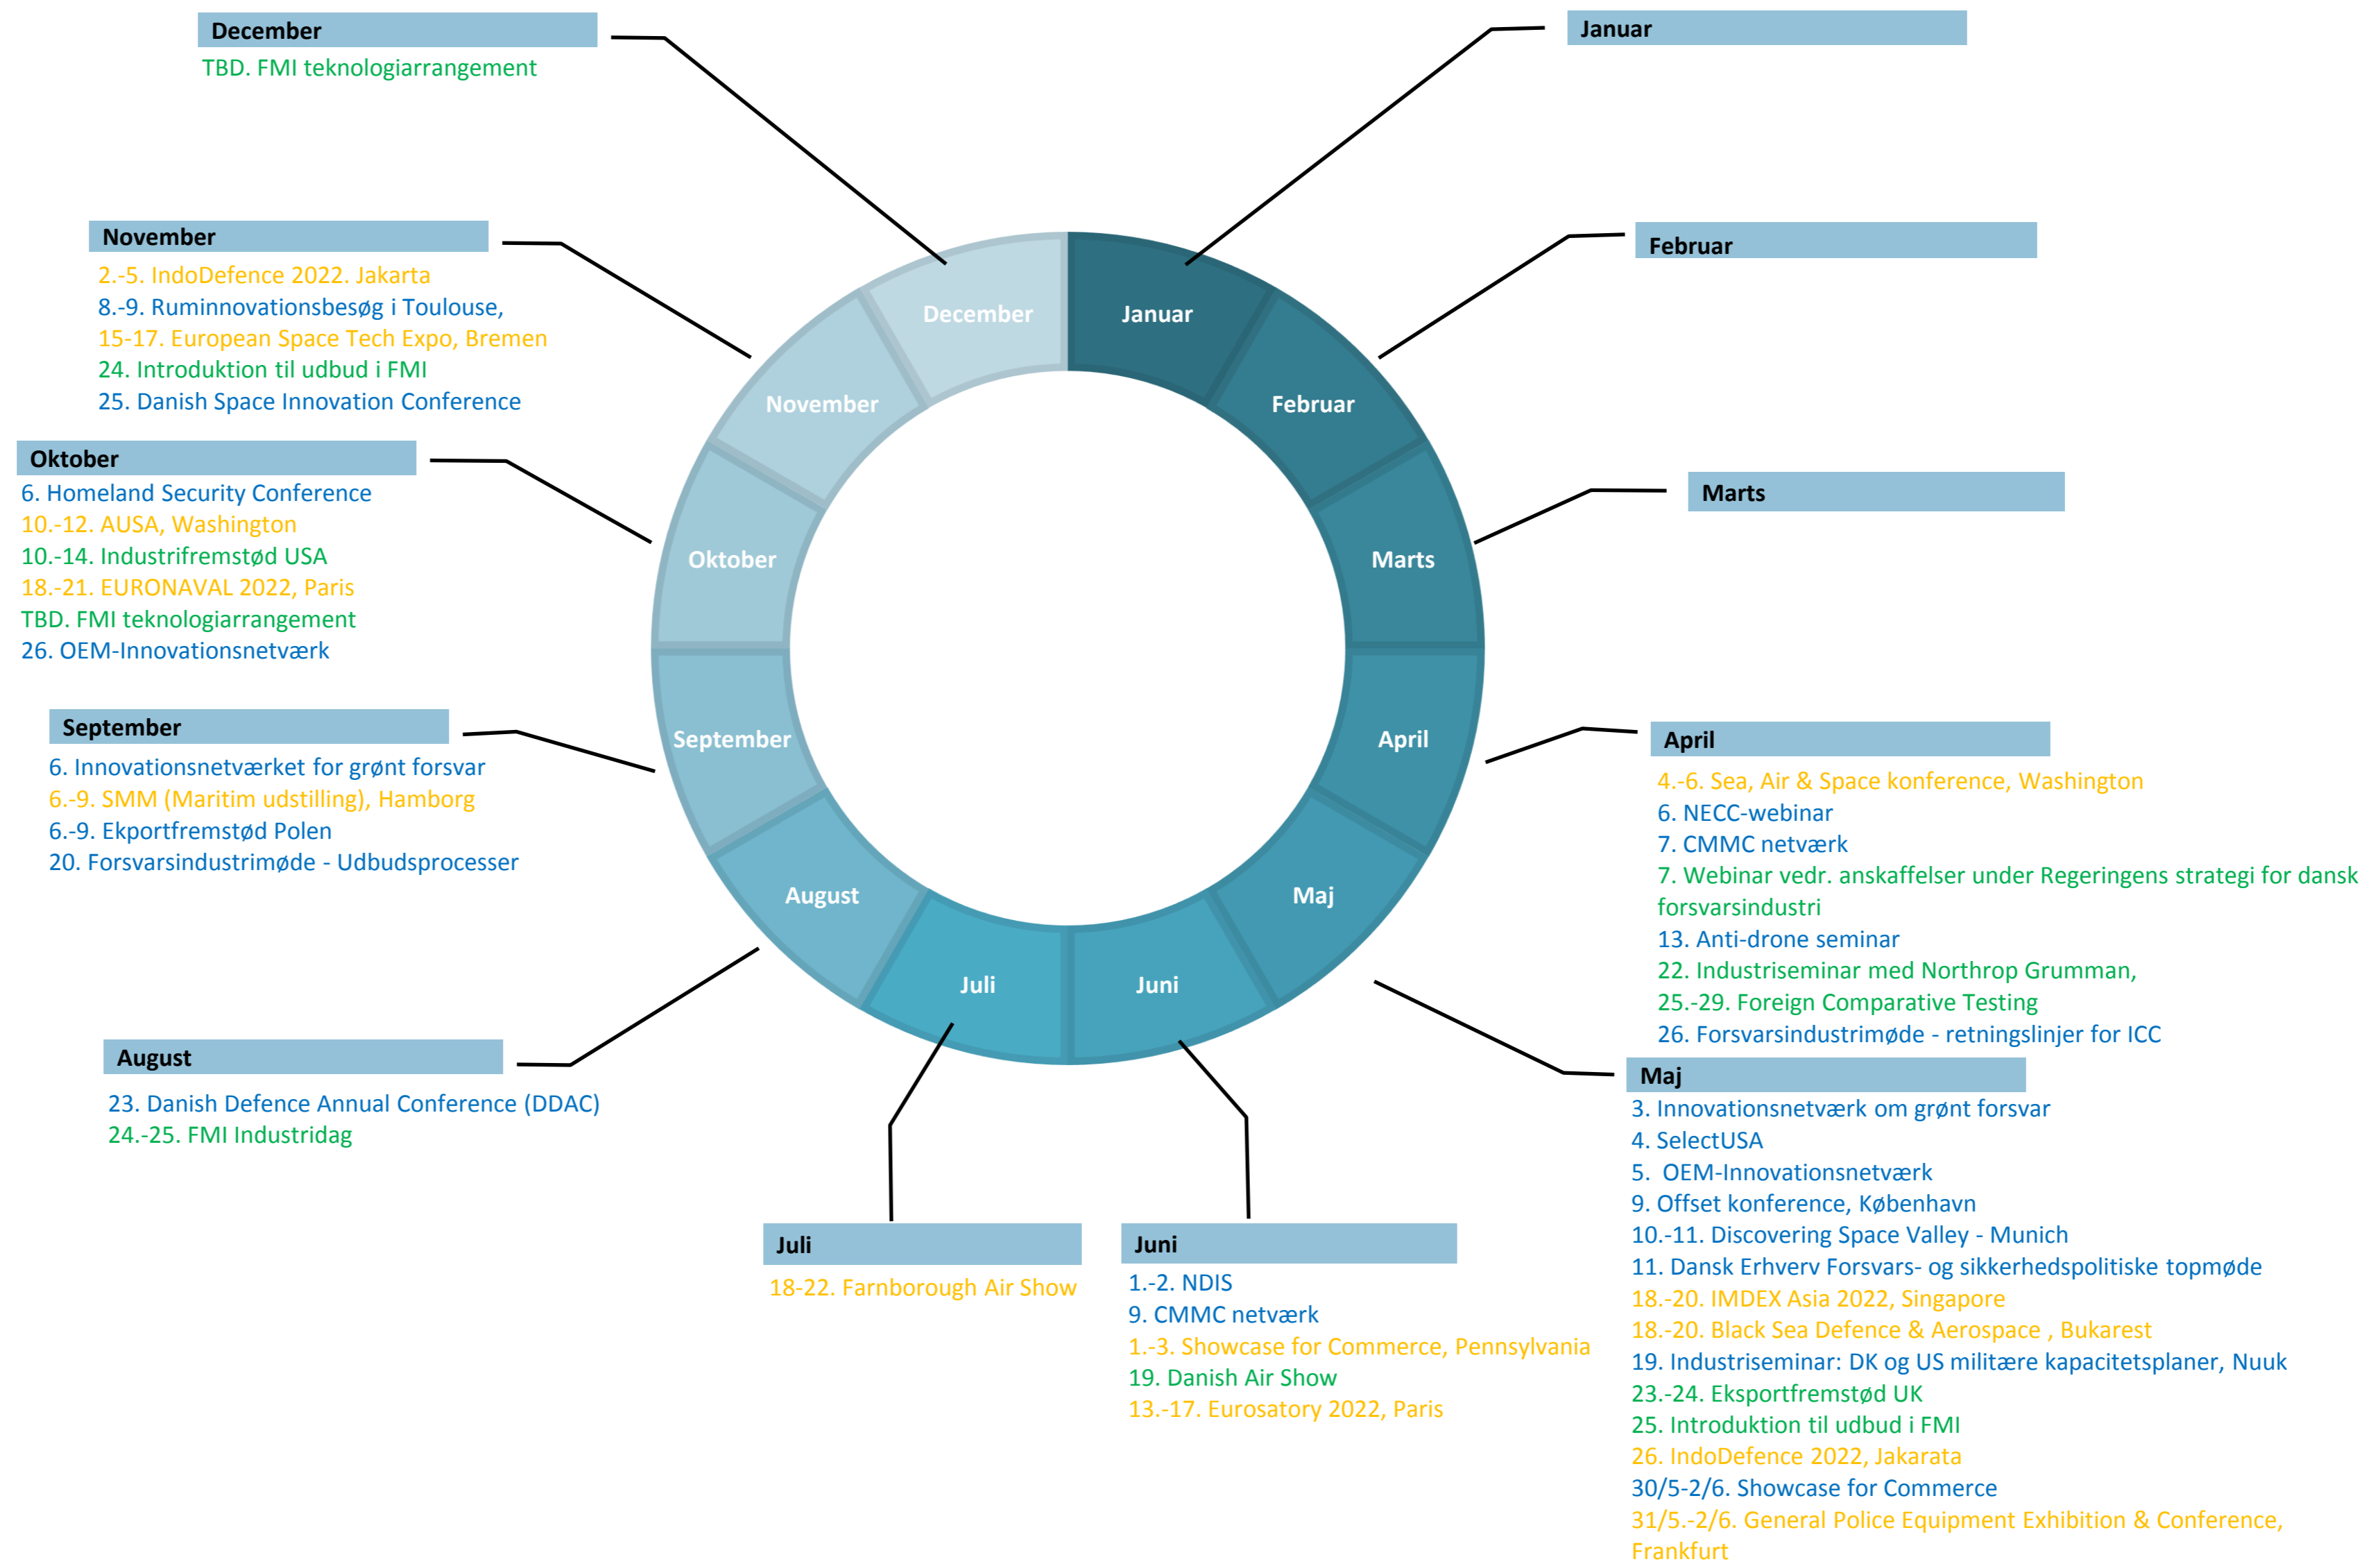 December
TBD. FMI teknologiarrangement
Januar
November
2.-5. IndoDefence 2022. Jakarta
8.-9. Ruminnovationsbesøg i Toulouse,
15-17. European Space Tech Expo, Bremen
24. Introduktion til udbud i FMI
25. Danish Space Innovation Conference
Februar
Oktober
6. Homeland Security Conference
10.-12. AUSA, Washington
10.-14. Industrifremstød USA
18.-21. EURONAVAL 2022, Paris
TBD. FMI teknologiarrangement
26. OEM-Innovationsnetværk
Marts
September
6. Innovationsnetværket for grønt forsvar
6.-9. SMM (Maritim udstilling), Hamborg
6.-9. Ekportfremstød Polen
20. Forsvarsindustrimøde - Udbudsprocesser
April
4.-6. Sea, Air & Space konference, Washington
6. NECC-webinar
7. CMMC netværk
7. Webinar vedr. anskaffelser under Regeringens strategi for dansk
forsvarsindustri
13. Anti-drone seminar
22. Industriseminar med Northrop Grumman,
25.-29. Foreign Comparative Testing
26. Forsvarsindustrimøde - retningslinjer for ICC
August
23. Danish Defence Annual Conference (DDAC)
24.-25. FMI Industridag
Maj
3. Innovationsnetværk om grønt forsvar
4. SelectUSA
5.  OEM-Innovationsnetværk
9. Offset konference, København
10.-11. Discovering Space Valley - Munich
11. Dansk Erhverv Forsvars- og sikkerhedspolitiske topmøde
18.-20. IMDEX Asia 2022, Singapore
18.-20. Black Sea Defence & Aerospace , Bukarest
19. Industriseminar: DK og US militære kapacitetsplaner, Nuuk
23.-24. Eksportfremstød UK
25. Introduktion til udbud i FMI
26. IndoDefence 2022, Jakarata
30/5-2/6. Showcase for Commerce
31/5.-2/6. General Police Equipment Exhibition & Conference,
Frankfurt
Juli
18-22. Farnborough Air Show
Juni
1.-2. NDIS
9. CMMC netværk
1.-3. Showcase for Commerce, Pennsylvania
19. Danish Air Show
13.-17. Eurosatory 2022, Paris
Januar
Februar
Marts
April
Maj
Juni
Juli
August
September
Oktober
November
December